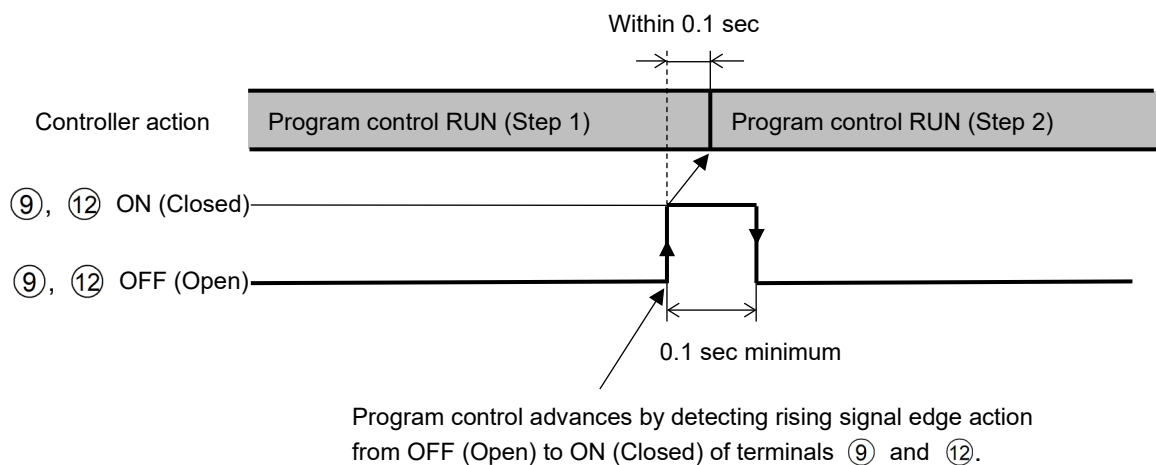 Within 0.1 sec
Controller action Program control RUN (Step 1) Program control RUN (Step 2)
⑨, ⑫ ON (Closed)
⑨, ⑫ OFF (Open)
0.1 sec minimum
Program control advances by detecting rising signal edge action
from OFF (Open) to ON (Closed) of terminals ⑨ and ⑫.